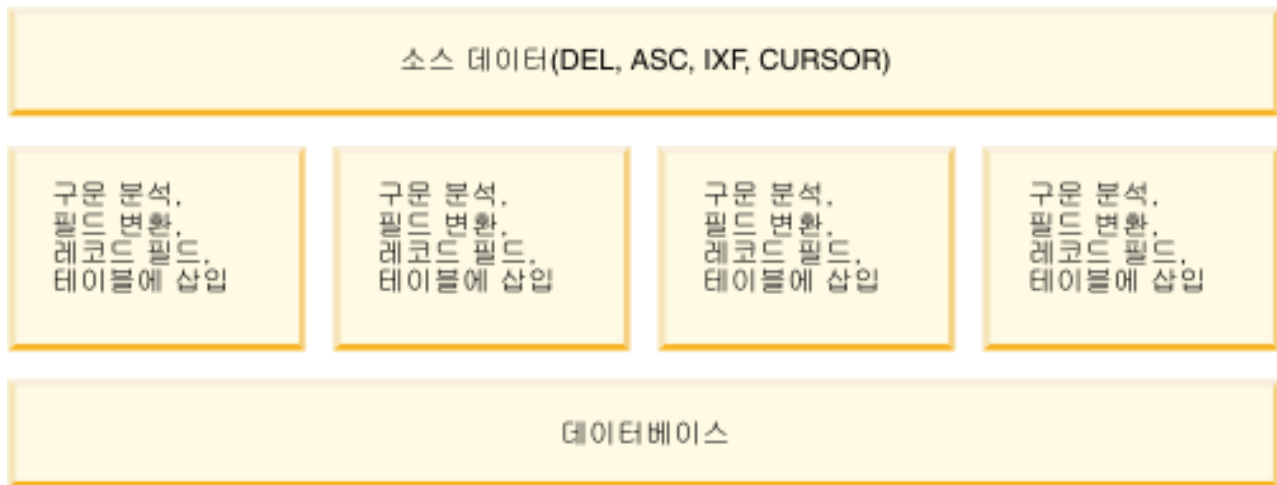 소스 데이터(DEL, ASC, IXF, CURSOR)
구문 분석,
필드 변환,
레코드 필드,
테이블에 삽입
구문 분석,
필드 변환,
레코드 필드,
테이블에 삽입
구문 분석,
필드 변환,
레코드 필드,
테이블에 삽입
구문 분석,
필드 변환,
레코드 필드,
테이블에 삽입
데이터베이스